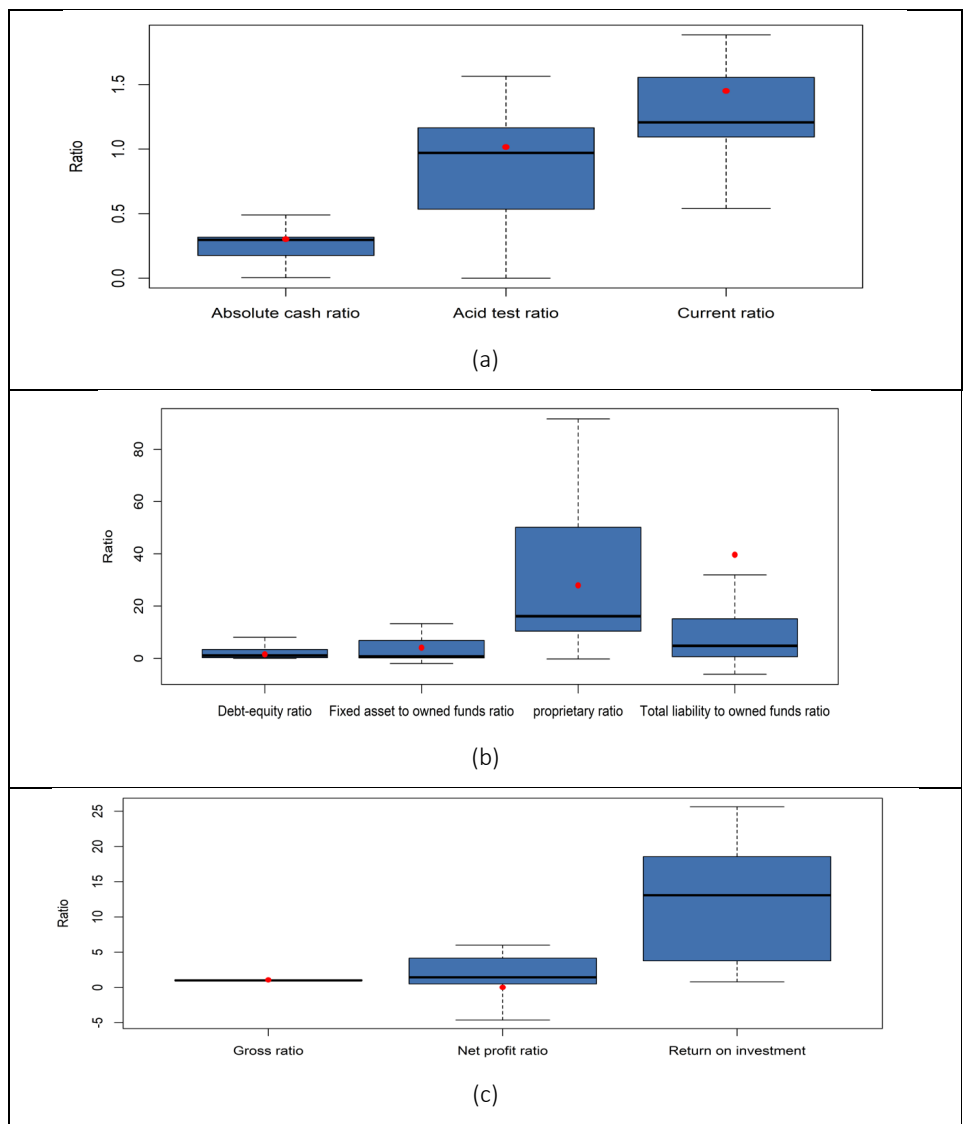 1.5
1.0
0.5
0.0
Ratio
Absolute cash ratio Acid test ratio Current ratio
(a)
80
60
40
20
0
Ratio
Debt-equity ratio Fixed asset to owned funds ratio proprietary ratio Total liability to owned funds ratio
(b)
25
20
15
10
5
0
-5
Ratio
Gross ratio Net profit ratio Return on investment
(c)